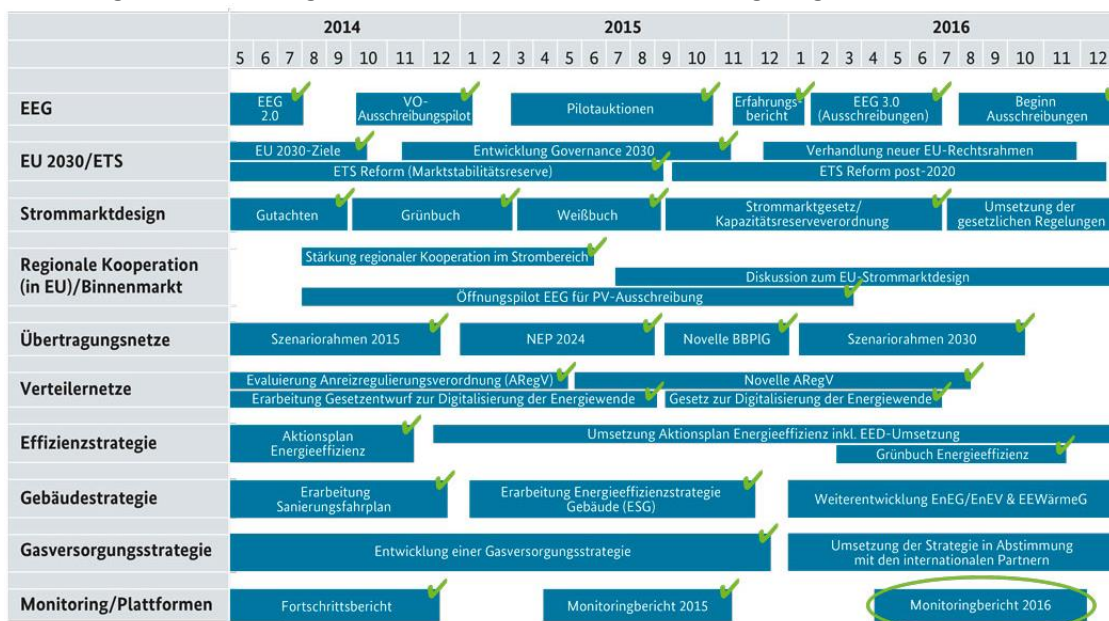 2014 2015 2016
5 6 7 8 9 10 11 12 1 2 3 4 5 6 7 8 9 10 11 12 1 2 3 4 5 6 7 8 9 10 11 12
EEG
EEG
2.0
VO-
Ausschreibungspilot
Pilotauktionen
Erfahrungs-
bericht
EEG 3.0
(Ausschreibungen)
Beginn
Ausschreibungen
EU 2030/ETS
EU 2030-Ziele
Entwicklung Governance 2030
Verhandlung neuer EU-Rechtsrahmen
ETS Reform (Marktstabilitätsreserve)
ETS Reform post-2020
Strommarktdesign
Gutachten
Grünbuch
Weißbuch
Strommarktgesetz/
Kapazitätsreserveverordnung
Umsetzung der
gesetzlichen Regelungen
Regionale Kooperation
(in EU)/Binnenmarkt
Stärkung regionaler Kooperation im Strombereich
Diskussion zum EU-Strommarktdesign
Öffnungspilot EEG für PV-Ausschreibung
Übertragungsnetze
Szenariorahmen 2015
NEP 2024
Novelle BBPlG
Szenariorahmen 2030
Verteilernetze
Evaluierung Anreizregulierungsverordnung (ARegV)
Novelle ARegV
Erarbeitung Gesetzentwurf zur Digitalisierung der Energiewende
Gesetz zur Digitalisierung der Energiewende
Effizienzstrategie
Aktionsplan
Energieeffizienz
Umsetzung Aktionsplan Energieeffizienz inkl. EED-Umsetzung
Grünbuch Energieeffizienz
Gebäudestrategie
Erarbeitung
Sanierungsfahrplan
Erarbeitung Energieeffizienzstrategie
Gebäude (ESG)
Weiterentwicklung EnEG/EnEV & EEWärmeG
Gasversorgungsstrategie
Entwicklung einer Gasversorgungsstrategie
Umsetzung der Strategie in Abstimmung
mit den internationalen Partnern
Monitoring/Plattformen
Fortschrittsbericht
Monitoringbericht 2015
Monitoringbericht 2016